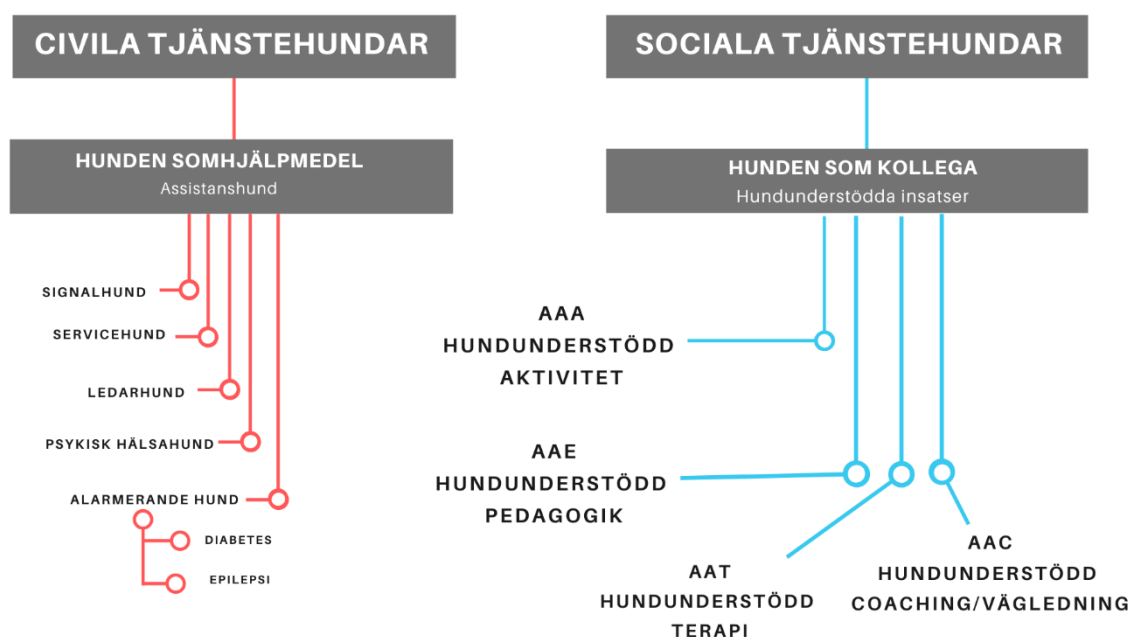 CIVILA TJÄNSTEHUNDAR
HUNDEN SOMHJÄLPMEDEL
Assistanshund
SIGNALHUND
SERVICEHUND
LEDARHUND
PSYKISK HÄLSAHUND
ALARMERANDE HUND
DIABETES
EPILEPSI
SOCIALA TJÄNSTEHUNDAR
HUNDEN SOM KOLLEGA
Hundunderstödda insatser
AAA
HUNDUNDERSTÖDD
AKTIVITET
AAE
HUNDUNDERSTÖDD
PEDAGOGIK
AAT
HUNDUNDERSTÖDD
TERAPI
AAC
HUNDUNDERSTÖDD
COACHING/VÄGLEDNING